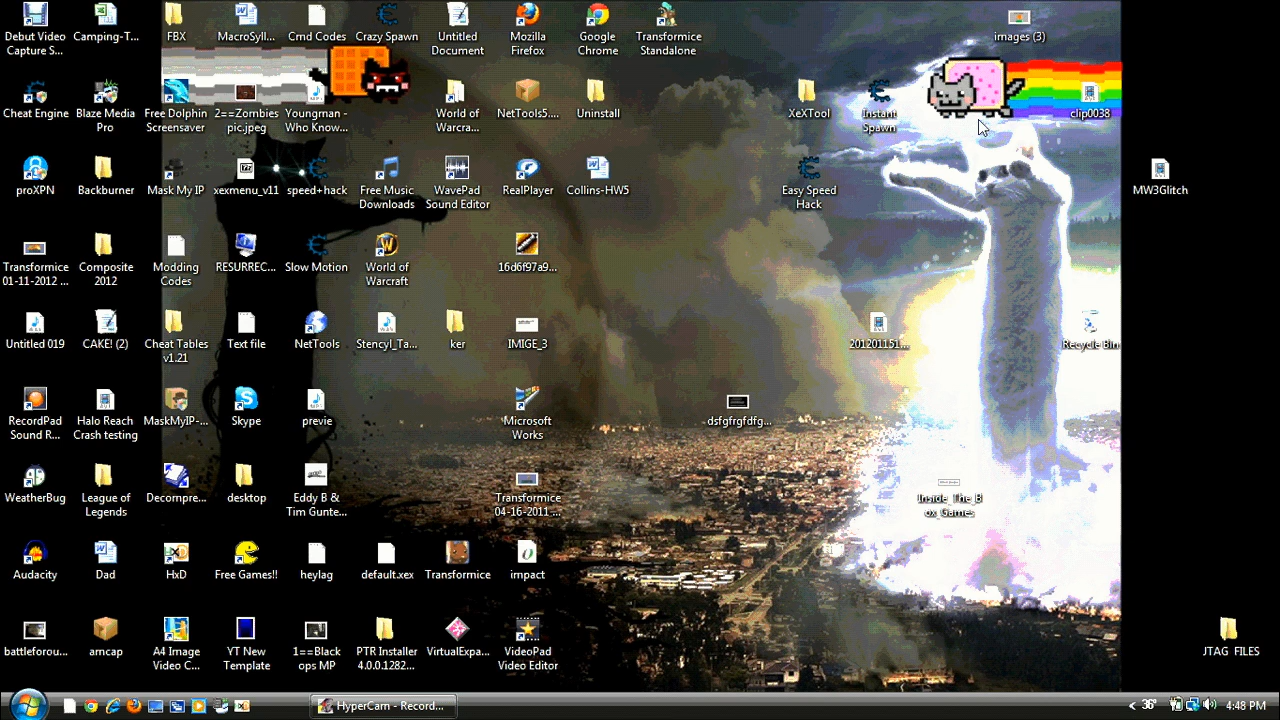 Debut Video
Capture S...
Camping-T...
FBX
MacroSyll...
Cmd Codes
Crazy Spawn
Untitled
Document
Mozilla
Firefox
Google
Chrome
Transformice
Standalone
images (3)
Cheat Engine
Blaze Media
Pro
Free Dolphin
Screensaver
2==Zombies
pic.jpeg
Youngman -
Who Know...
World of
Warcra...
NetTools5....
Uninstall
XeXTool
Instant
Spawn
clip0038
proXPN
Backburner
Mask My IP
xexmenu_v11
speed+hack
Free Music
Downloads
WavePad
Sound Editor
RealPlayer
Collins-HW5
Easy Speed
Hack
MW3Glitch
Transformice
01-11-2012 ...
Composite
2012
Modding
Codes
RESURREC...
Slow Motion
World of
Warcraft
16d6f97a9...
Untitled 019
CAKE! (2)
Cheat Tables
v1.21
Text file
NetTools
Stencyl_Ta...
ker
IMIGE_3
201201151...
Recycle Bin
RecordPad
Sound R...
Halo Reach
Crash testing
MaskMyIP-...
Skype
previe
Microsoft
Works
dsfgfrgfdfg...
WeatherBug
League of
Legends
Decompre...
desktop
Eddy B &
Tim Gunte...
Transformice
04-16-2011 ...
Inside_The_B
ox_Games
Audacity
Dad
HxD
Free Games!!
heylag
default.xex
Transformice
impact
battleforou...
amcap
A4 Image
Video C...
YT New
Template
1==Black
ops MP
PTR Installer
4.0.0.1282...
VirtualExpa...
VideoPad
Video Editor
JTAG FILES
HyperCam - Record...
36°
4:48 PM